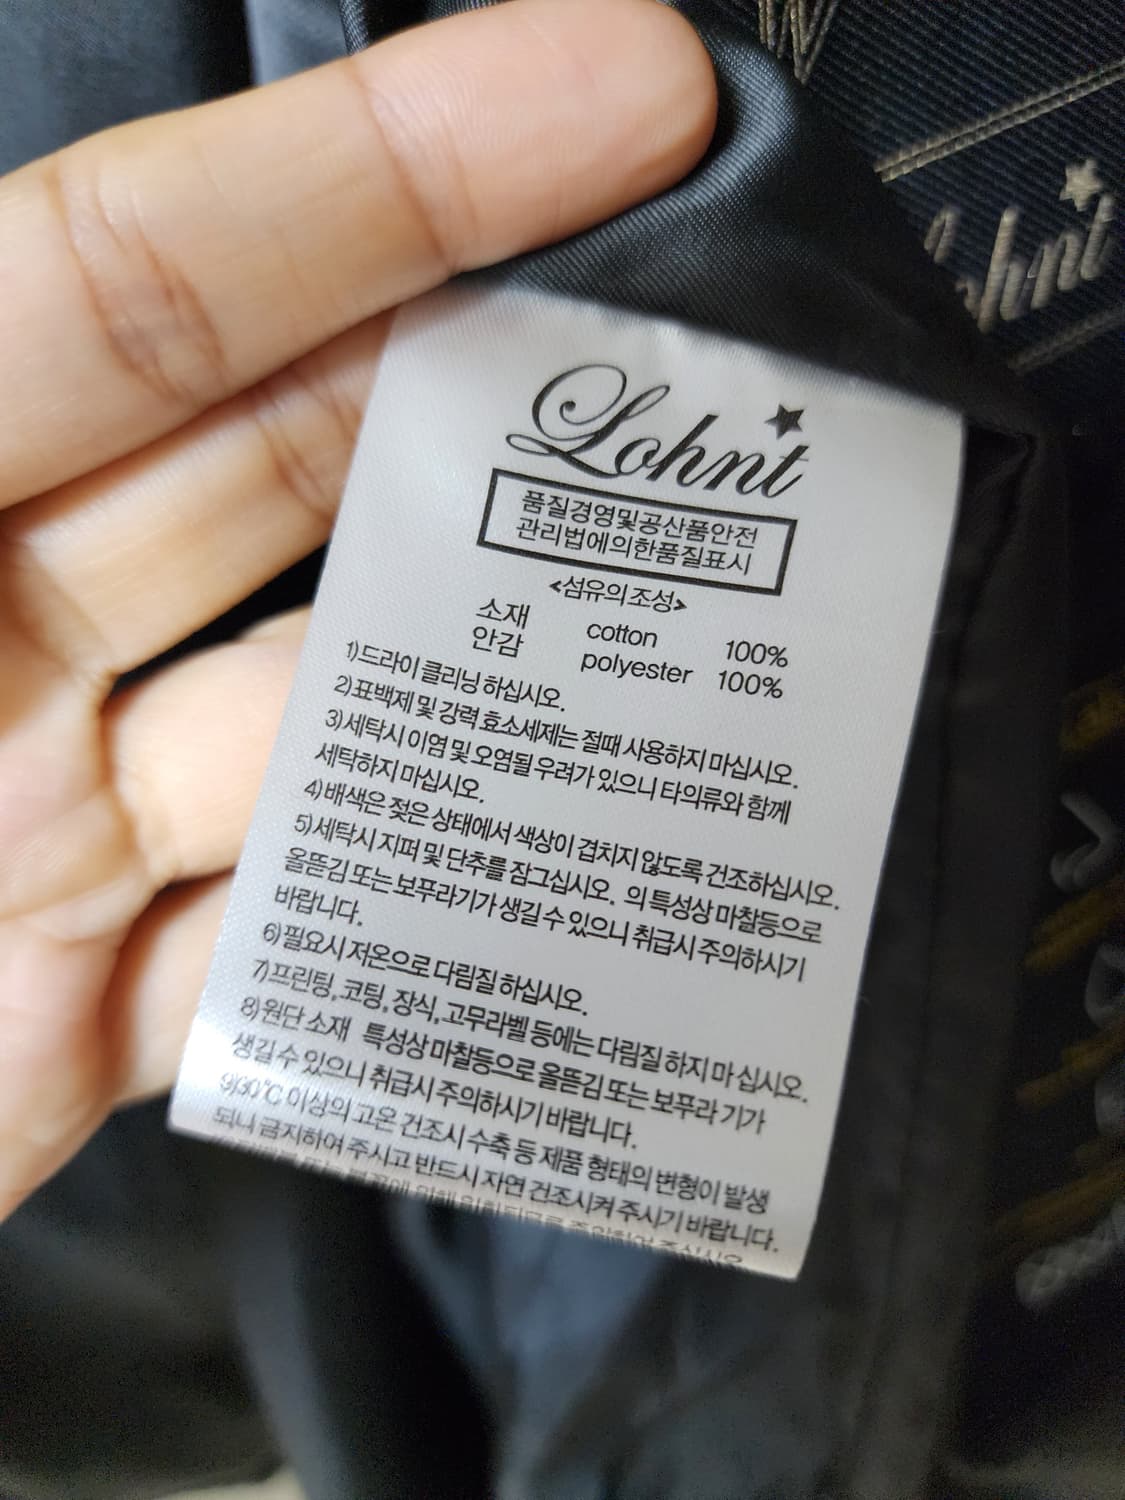 Lohnt
Lohnt
품질경영및공산품안전
관리법에의한품질표시
<섬유의조성>
소재 cotton 100%
안감 polyester 100%
1)드라이 클리닝 하십시오.
2)표백제 및 강력 효소세제는 절때 사용하지 마십시오.
3)세탁시 이염 및 오염될 우려가 있으니 타의류와 함께
세탁하지 마십시오.
4)배색은 젖은 상태에서 색상이 겹치지 않도록 건조하십시오.
5)세탁시 지퍼 및 단추를 잠그십시오. 의 특성상 마찰등으로
올뜯김 또는 보푸라기가 생길 수 있으니 취급시 주의하시기
바랍니다.
6)필요시 저온으로 다림질 하십시오.
7)프린팅, 코팅, 장식, 고무라벨 등에는 다림질 하지 마십시오.
8)원단 소재 특성상 마찰등으로 올뜯김 또는 보푸라 기가
생길 수 있으니 취급시 주의하시기 바랍니다.
9)30℃ 이상의 고온 건조시 수축 등 제품 형태의 변형이 발생
되니 금지하여 주시고 반드시 자연 건조시켜 주시기 바랍니다.